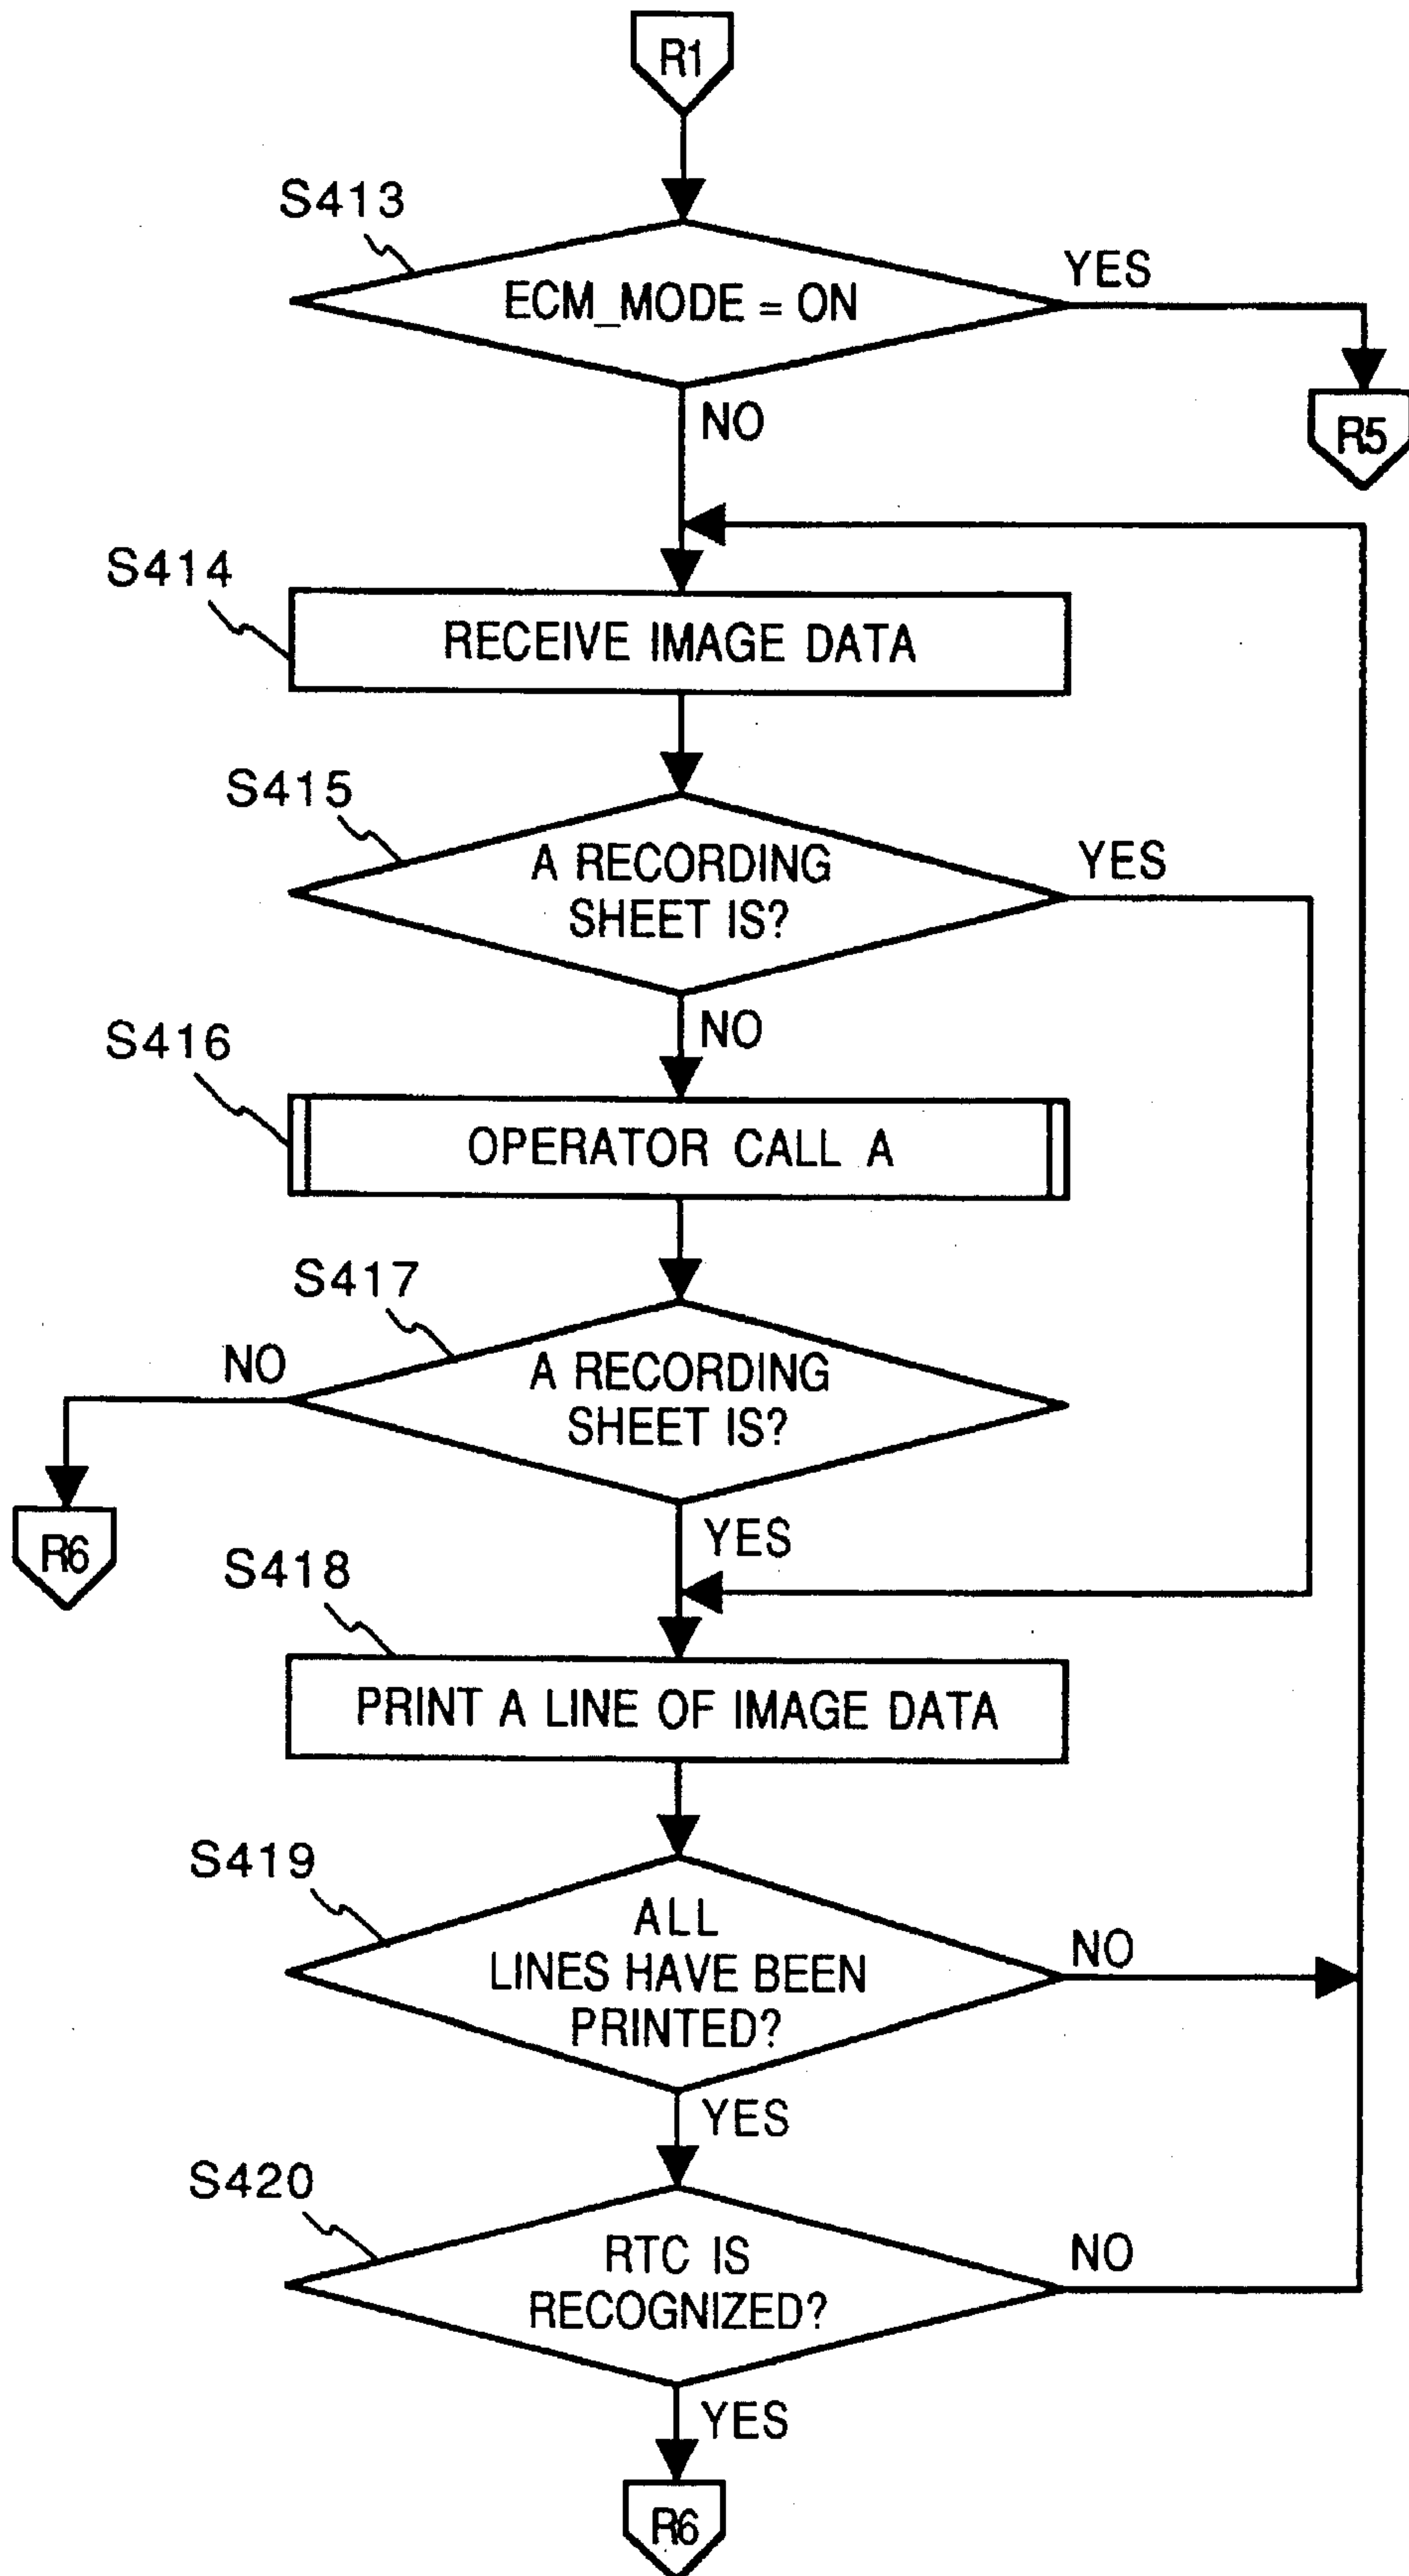 R1
S413
ECM_MODE = ON
YES
NO
R5
S414
RECEIVE IMAGE DATA
S415
A RECORDING
SHEET IS?
YES
NO
S416
OPERATOR CALL A
S417
NO
A RECORDING
SHEET IS?
R6
YES
S418
PRINT A LINE OF IMAGE DATA
S419
ALL
LINES HAVE BEEN
PRINTED?
NO
YES
S420
RTC IS
RECOGNIZED?
NO
YES
R6